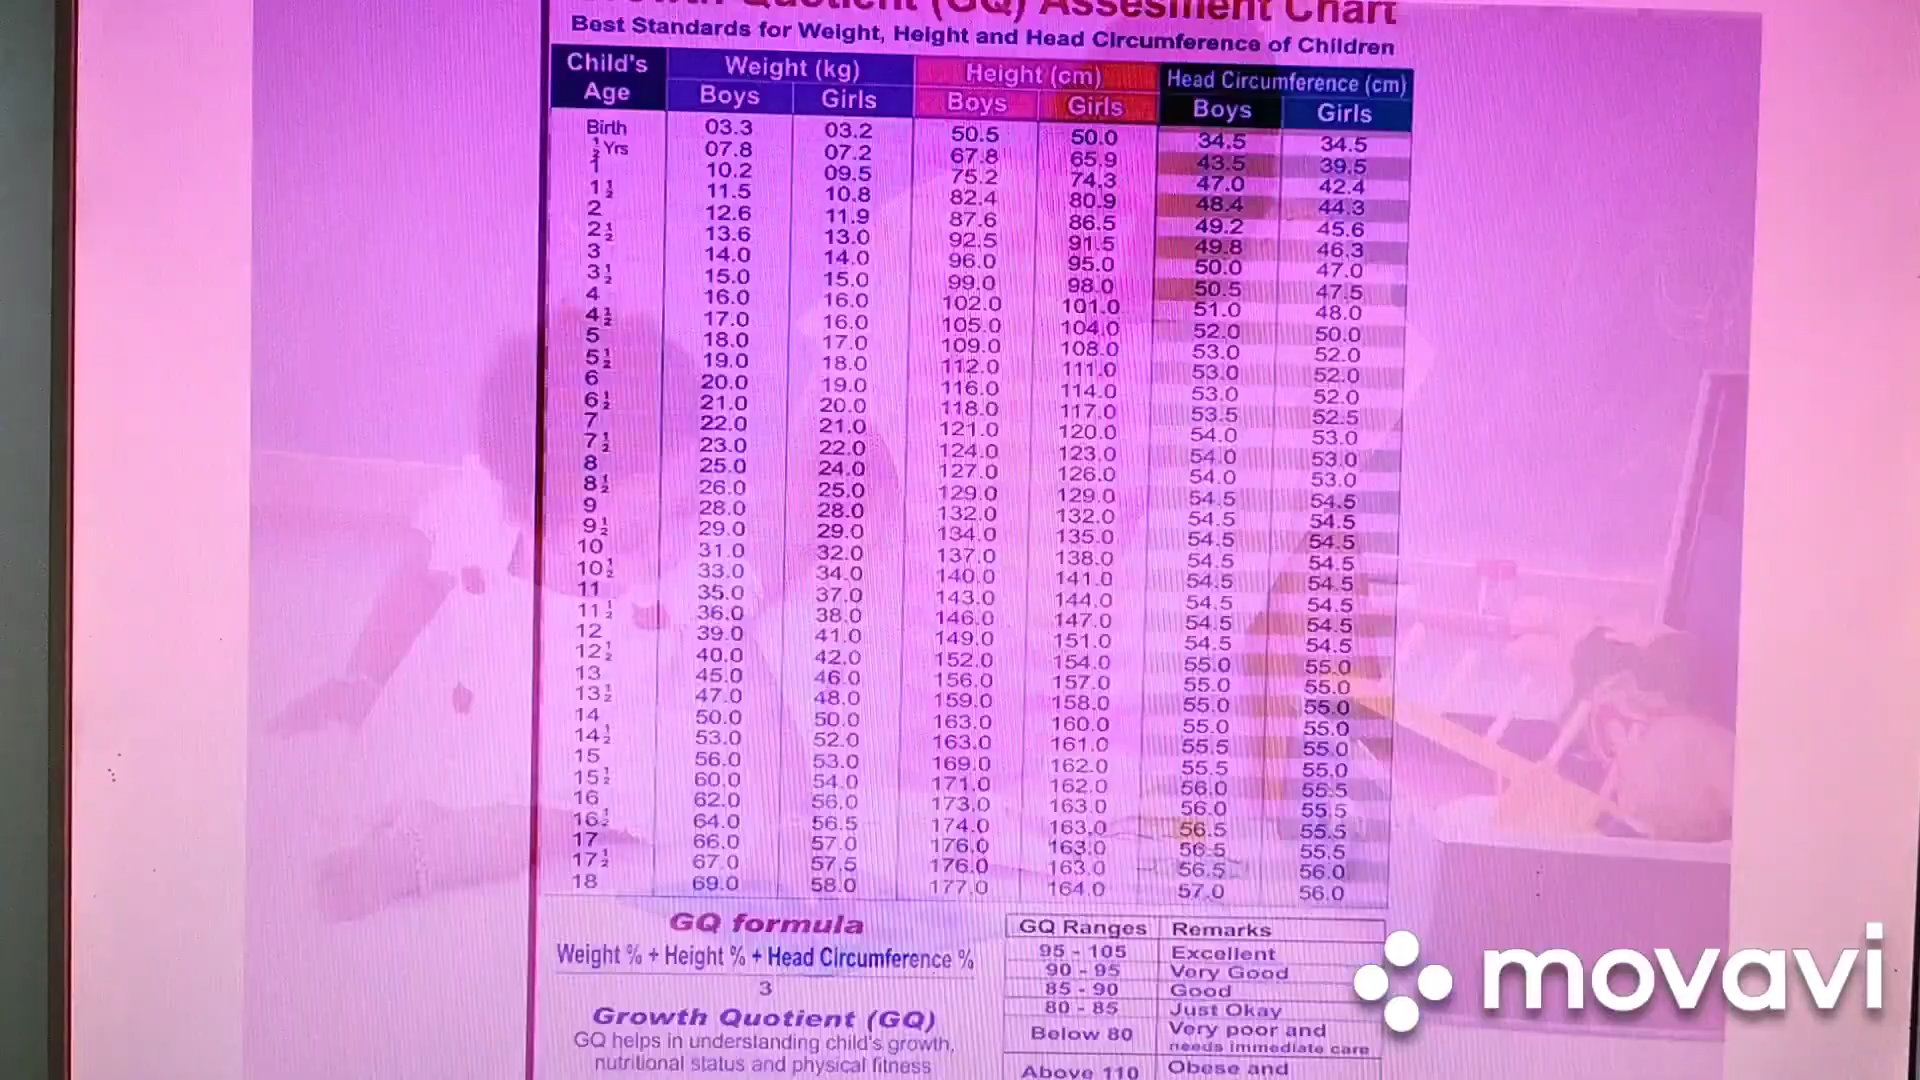 Growth Quotient (GQ) Assesment Chart
Best Standards for Weight, Height and Head Circumference of Children
Child's Age Weight (kg) Height (cm) Head Circumference (cm)
Boys Girls Boys Girls Boys Girls
Birth 03.3 03.2 50.5 50.0 34.5 34.5
½ Yrs 07.8 07.2 67.8 65.9 43.5 39.5
1 10.2 09.5 75.2 74.3 47.0 42.4
1½ 11.5 10.8 82.4 80.9 48.4 44.3
2 12.6 11.9 87.6 86.5 49.2 45.6
2½ 13.6 13.0 92.5 91.5 49.8 46.3
3 14.0 14.0 96.0 95.0 50.0 47.0
3½ 15.0 15.0 99.0 98.0 50.5 47.5
4 16.0 16.0 102.0 101.0 51.0 48.0
4½ 17.0 16.0 105.0 104.0 52.0 50.0
5 18.0 17.0 109.0 108.0 53.0 52.0
5½ 19.0 18.0 112.0 111.0 53.0 52.0
6 20.0 19.0 116.0 114.0 53.0 52.0
6½ 21.0 20.0 118.0 117.0 53.5 52.5
7 22.0 21.0 121.0 120.0 54.0 53.0
7½ 23.0 22.0 124.0 123.0 54.0 53.0
8 25.0 24.0 127.0 126.0 54.0 53.0
8½ 26.0 25.0 129.0 129.0 54.5 54.5
9 28.0 28.0 132.0 132.0 54.5 54.5
9½ 29.0 29.0 134.0 135.0 54.5 54.5
10 31.0 32.0 137.0 138.0 54.5 54.5
10½ 33.0 34.0 140.0 141.0 54.5 54.5
11 35.0 37.0 143.0 144.0 54.5 54.5
11½ 36.0 38.0 146.0 147.0 54.5 54.5
12 39.0 41.0 149.0 151.0 54.5 54.5
12½ 40.0 42.0 152.0 154.0 55.0 55.0
13 45.0 46.0 156.0 157.0 55.0 55.0
13½ 47.0 48.0 159.0 158.0 55.0 55.0
14 50.0 50.0 163.0 160.0 55.0 55.0
14½ 53.0 52.0 163.0 161.0 55.5 55.0
15 56.0 53.0 169.0 162.0 55.5 55.0
15½ 60.0 54.0 171.0 162.0 56.0 55.5
16 62.0 56.0 173.0 163.0 56.0 55.5
16½ 64.0 56.5 174.0 163.0 56.5 55.5
17 66.0 57.0 176.0 163.0 56.5 55.5
17½ 67.0 57.5 176.0 163.0 56.5 56.0
18 69.0 58.0 177.0 164.0 57.0 56.0
GQ formula
Weight % + Height % + Head Circumference %
3
Growth Quotient (GQ)
GQ helps in understanding child's growth,
nutritional status and physical fitness
GQ Ranges Remarks
95 - 105 Excellent
90 - 95 Very Good
85 - 90 Good
80 - 85 Just Okay
Below 80 Very poor and
needs immediate care
Above 110 Obese and
movavi